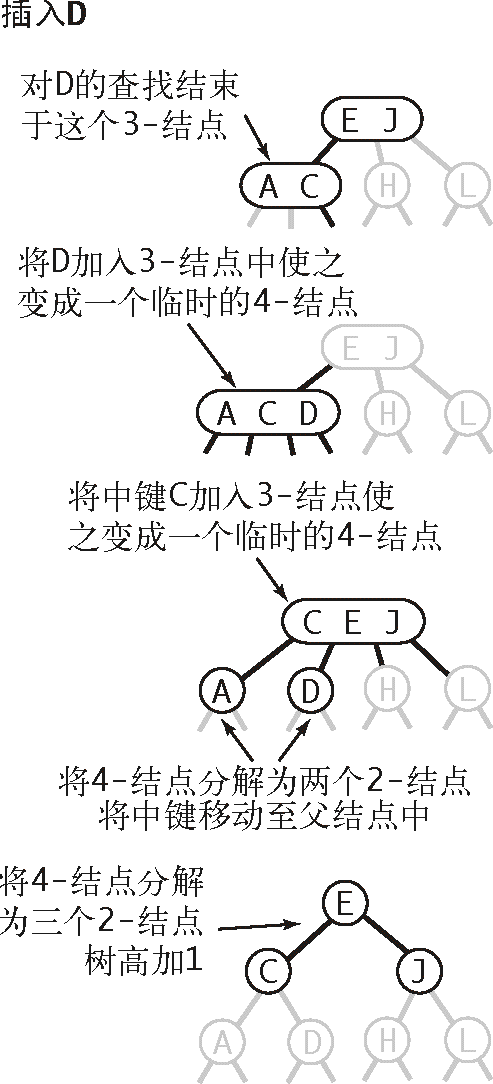 插入D
对D的查找结束
于这个3-结点
E J
A C
H
L
将D加入3-结点中使之
变成一个临时的4-结点
E J
A C D
H
L
将中键C加入3-结点使
之变成一个临时的4-结点
C E J
A
D
H
L
将4-结点分解为两个2-结点
将中键移动至父结点中
将4-结点分解
为三个2-结点
树高加1
E
C
J
A
D
H
L